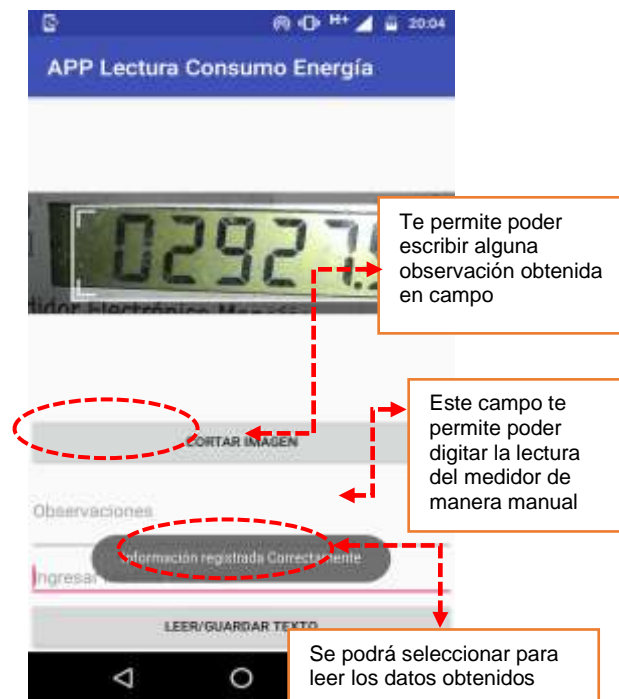 H+ 20:04
APP Lectura Consumo Energía
02927.
Te permite poder
escribir alguna
observación obtenida
en campo
CORTAR IMAGEN
Este campo te
permite poder
digitar la lectura
del medidor de
manera manual
Observaciones
Información registrada Correctamente
Ingresar
LEER/GUARDAR TEXTO
Se podrá seleccionar para
leer los datos obtenidos